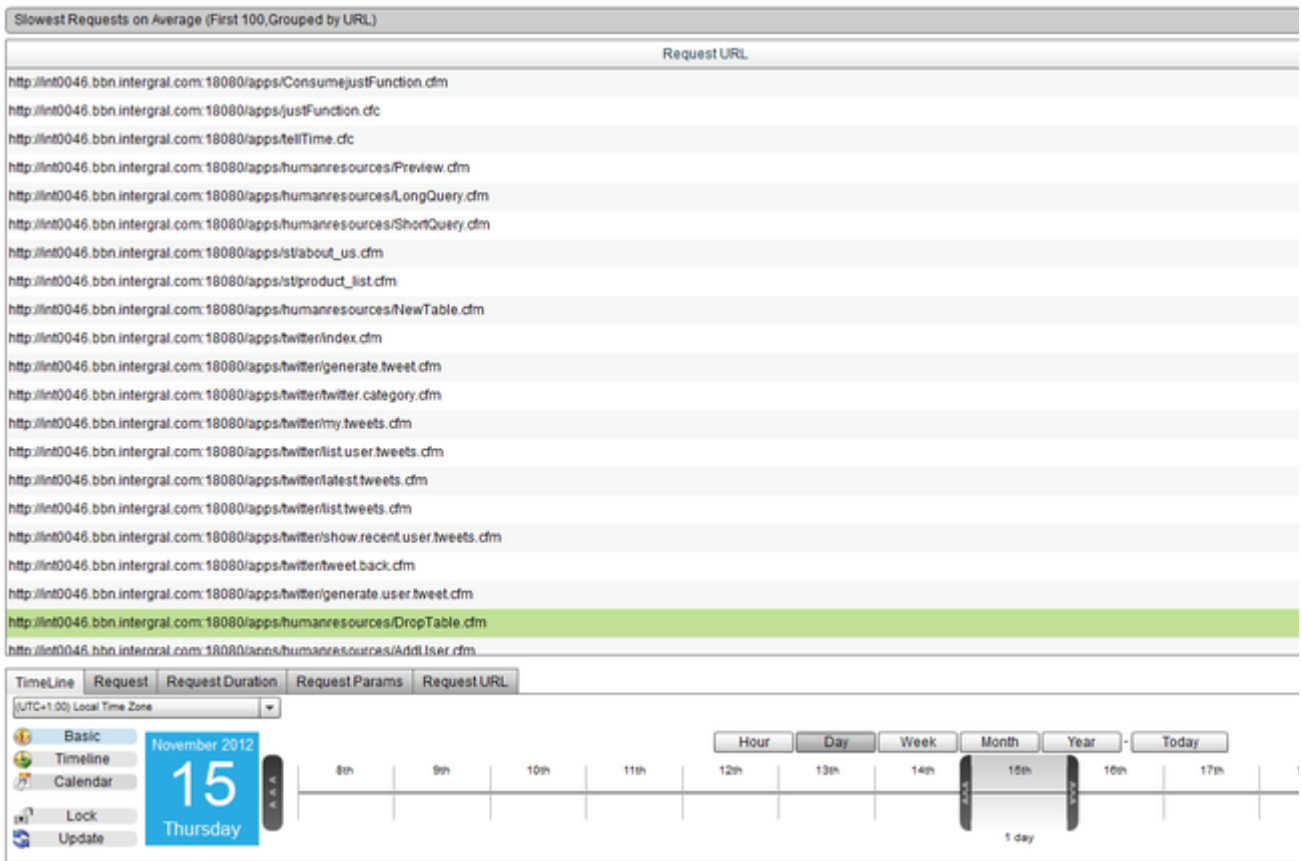 Slowest Requests on Average (First 100,Grouped by URL)
Request URL
http://int0046.bbn.intergral.com:18080/apps/ConsumejustFunction.cfm
http://int0046.bbn.intergral.com:18080/apps/justFunction.cfc
http://int0046.bbn.intergral.com:18080/apps/tellTime.cfc
http://int0046.bbn.intergral.com:18080/apps/humanresources/Preview.cfm
http://int0046.bbn.intergral.com:18080/apps/humanresources/LongQuery.cfm
http://int0046.bbn.intergral.com:18080/apps/humanresources/ShortQuery.cfm
http://int0046.bbn.intergral.com:18080/apps/st/about_us.cfm
http://int0046.bbn.intergral.com:18080/apps/st/product_list.cfm
http://int0046.bbn.intergral.com:18080/apps/humanresources/NewTable.cfm
http://int0046.bbn.intergral.com:18080/apps/twitter/index.cfm
http://int0046.bbn.intergral.com:18080/apps/twitter/generate.tweet.cfm
http://int0046.bbn.intergral.com:18080/apps/twitter/twitter.category.cfm
http://int0046.bbn.intergral.com:18080/apps/twitter/my.tweets.cfm
http://int0046.bbn.intergral.com:18080/apps/twitter/list.user.tweets.cfm
http://int0046.bbn.intergral.com:18080/apps/twitter/latest.tweets.cfm
http://int0046.bbn.intergral.com:18080/apps/twitter/list.tweets.cfm
http://int0046.bbn.intergral.com:18080/apps/twitter/show.recent.user.tweets.cfm
http://int0046.bbn.intergral.com:18080/apps/twitter/tweet.back.cfm
http://int0046.bbn.intergral.com:18080/apps/twitter/generate.user.tweet.cfm
http://int0046.bbn.intergral.com:18080/apps/humanresources/DropTable.cfm
http://int0046.bbn.intergral.com:18080/apps/humanresources/AddUser.cfm
TimeLine Request Request Duration Request Params Request URL
(UTC+1:00) Local Time Zone
Basic
Timeline
Calendar
Lock
Update
November 2012
15
Thursday
Hour Day Week Month Year - Today
8th 9th 10th 11th 12th 13th 14th 15th 16th 17th
1 day